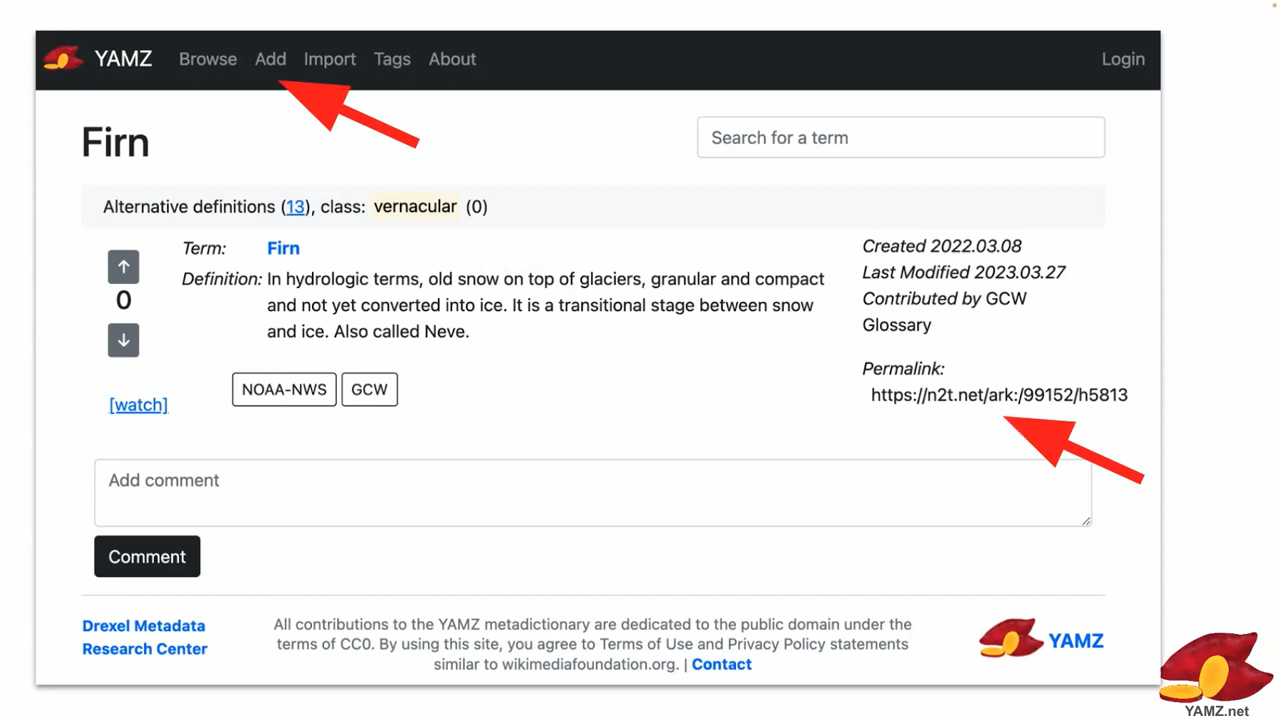 YAMZ Browse Add Import Tags About Login
Firn
Search for a term
Alternative definitions (13), class: vernacular (0)
Term: Firn
Definition: In hydrologic terms, old snow on top of glaciers, granular and compact
and not yet converted into ice. It is a transitional stage between snow
and ice. Also called Neve.
0
NOAA-NWS GCW
[watch]
Created 2022.03.08
Last Modified 2023.03.27
Contributed by GCW
Glossary
Permalink:
https://n2t.net/ark:/99152/h5813
Add comment
Comment
Drexel Metadata
Research Center
All contributions to the YAMZ metadictionary are dedicated to the public domain under the
terms of CC0. By using this site, you agree to Terms of Use and Privacy Policy statements
similar to wikimediafoundation.org. | Contact
YAMZ
YAMZ.net